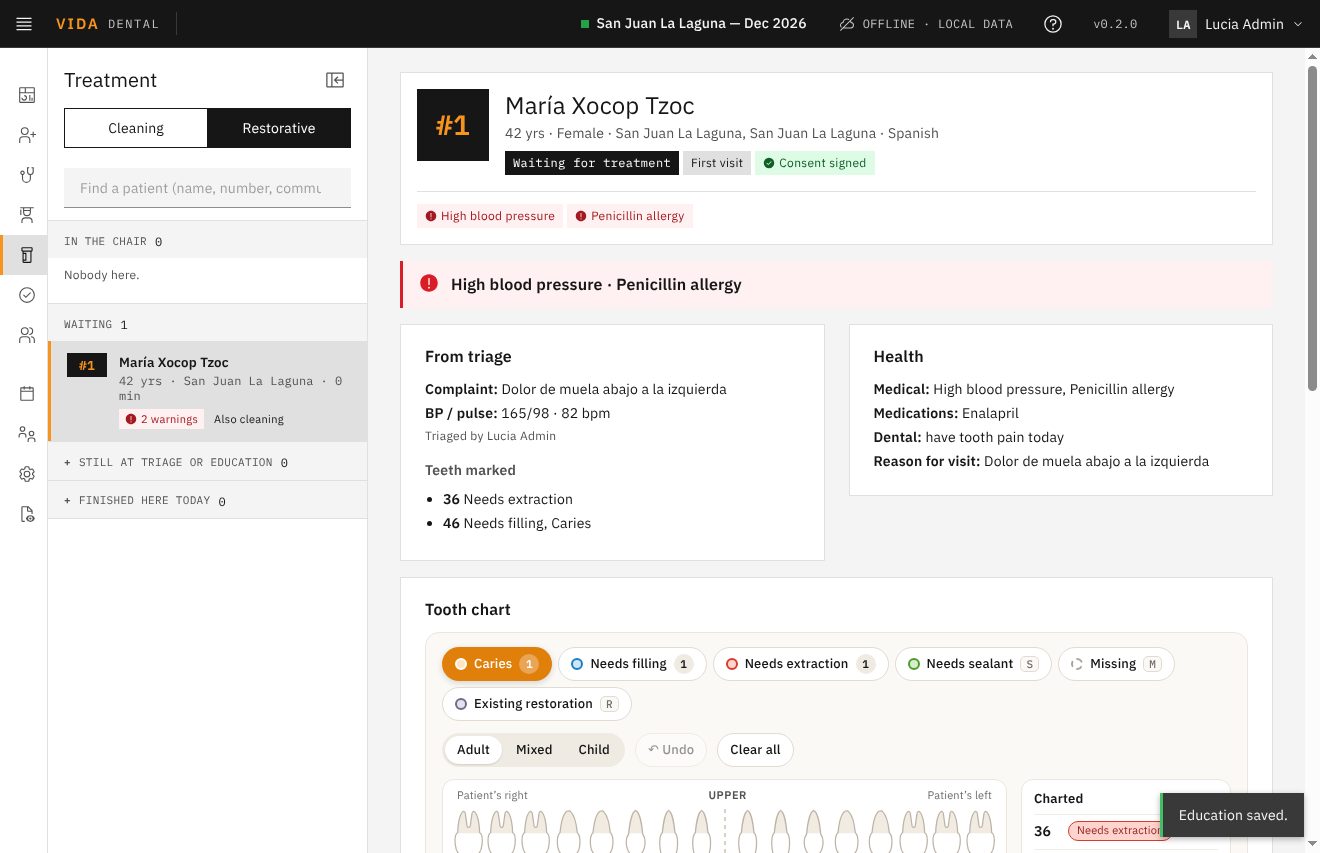 VIDA DENTAL
San Juan La Laguna — Dec 2026
OFFLINE · LOCAL DATA
v0.2.0
LA
Lucia Admin
Treatment
Cleaning
Restorative
Find a patient (name, number, commu
IN THE CHAIR 0
Nobody here.
WAITING 1
#1
María Xocop Tzoc
42 yrs · San Juan La Laguna · 0
min
2 warnings
Also cleaning
+ STILL AT TRIAGE OR EDUCATION 0
+ FINISHED HERE TODAY 0
#1
María Xocop Tzoc
42 yrs · Female · San Juan La Laguna, San Juan La Laguna · Spanish
Waiting for treatment
First visit
Consent signed
High blood pressure
Penicillin allergy
High blood pressure · Penicillin allergy
From triage
Complaint: Dolor de muela abajo a la izquierda
BP / pulse: 165/98 · 82 bpm
Triaged by Lucia Admin
Teeth marked
• 36 Needs extraction
• 46 Needs filling, Caries
Health
Medical: High blood pressure, Penicillin allergy
Medications: Enalapril
Dental: have tooth pain today
Reason for visit: Dolor de muela abajo a la izquierda
Tooth chart
Caries 1
Needs filling 1
Needs extraction 1
Needs sealant S
Missing M
Existing restoration R
Adult
Mixed
Child
↶ Undo
Clear all
Patient's right
UPPER
Patient's left
Charted
36
Needs extraction
Education saved.